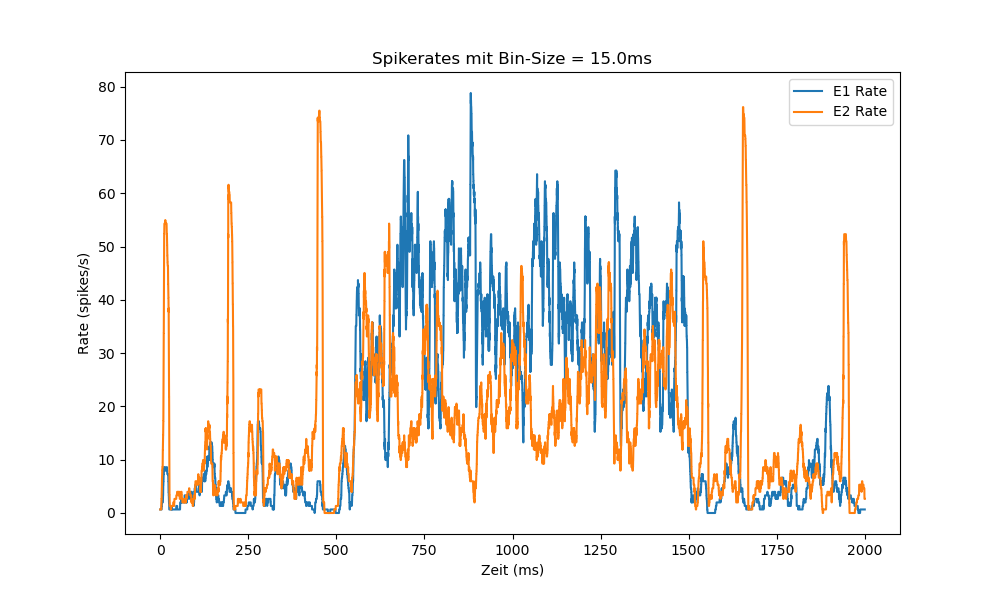 Spikerates mit Bin-Size = 15.0ms
E1 Rate
E2 Rate
Rate (spikes/s)
80
70
60
50
40
30
20
10
0
0 250 500 750 1000 1250 1500 1750 2000
Zeit (ms)